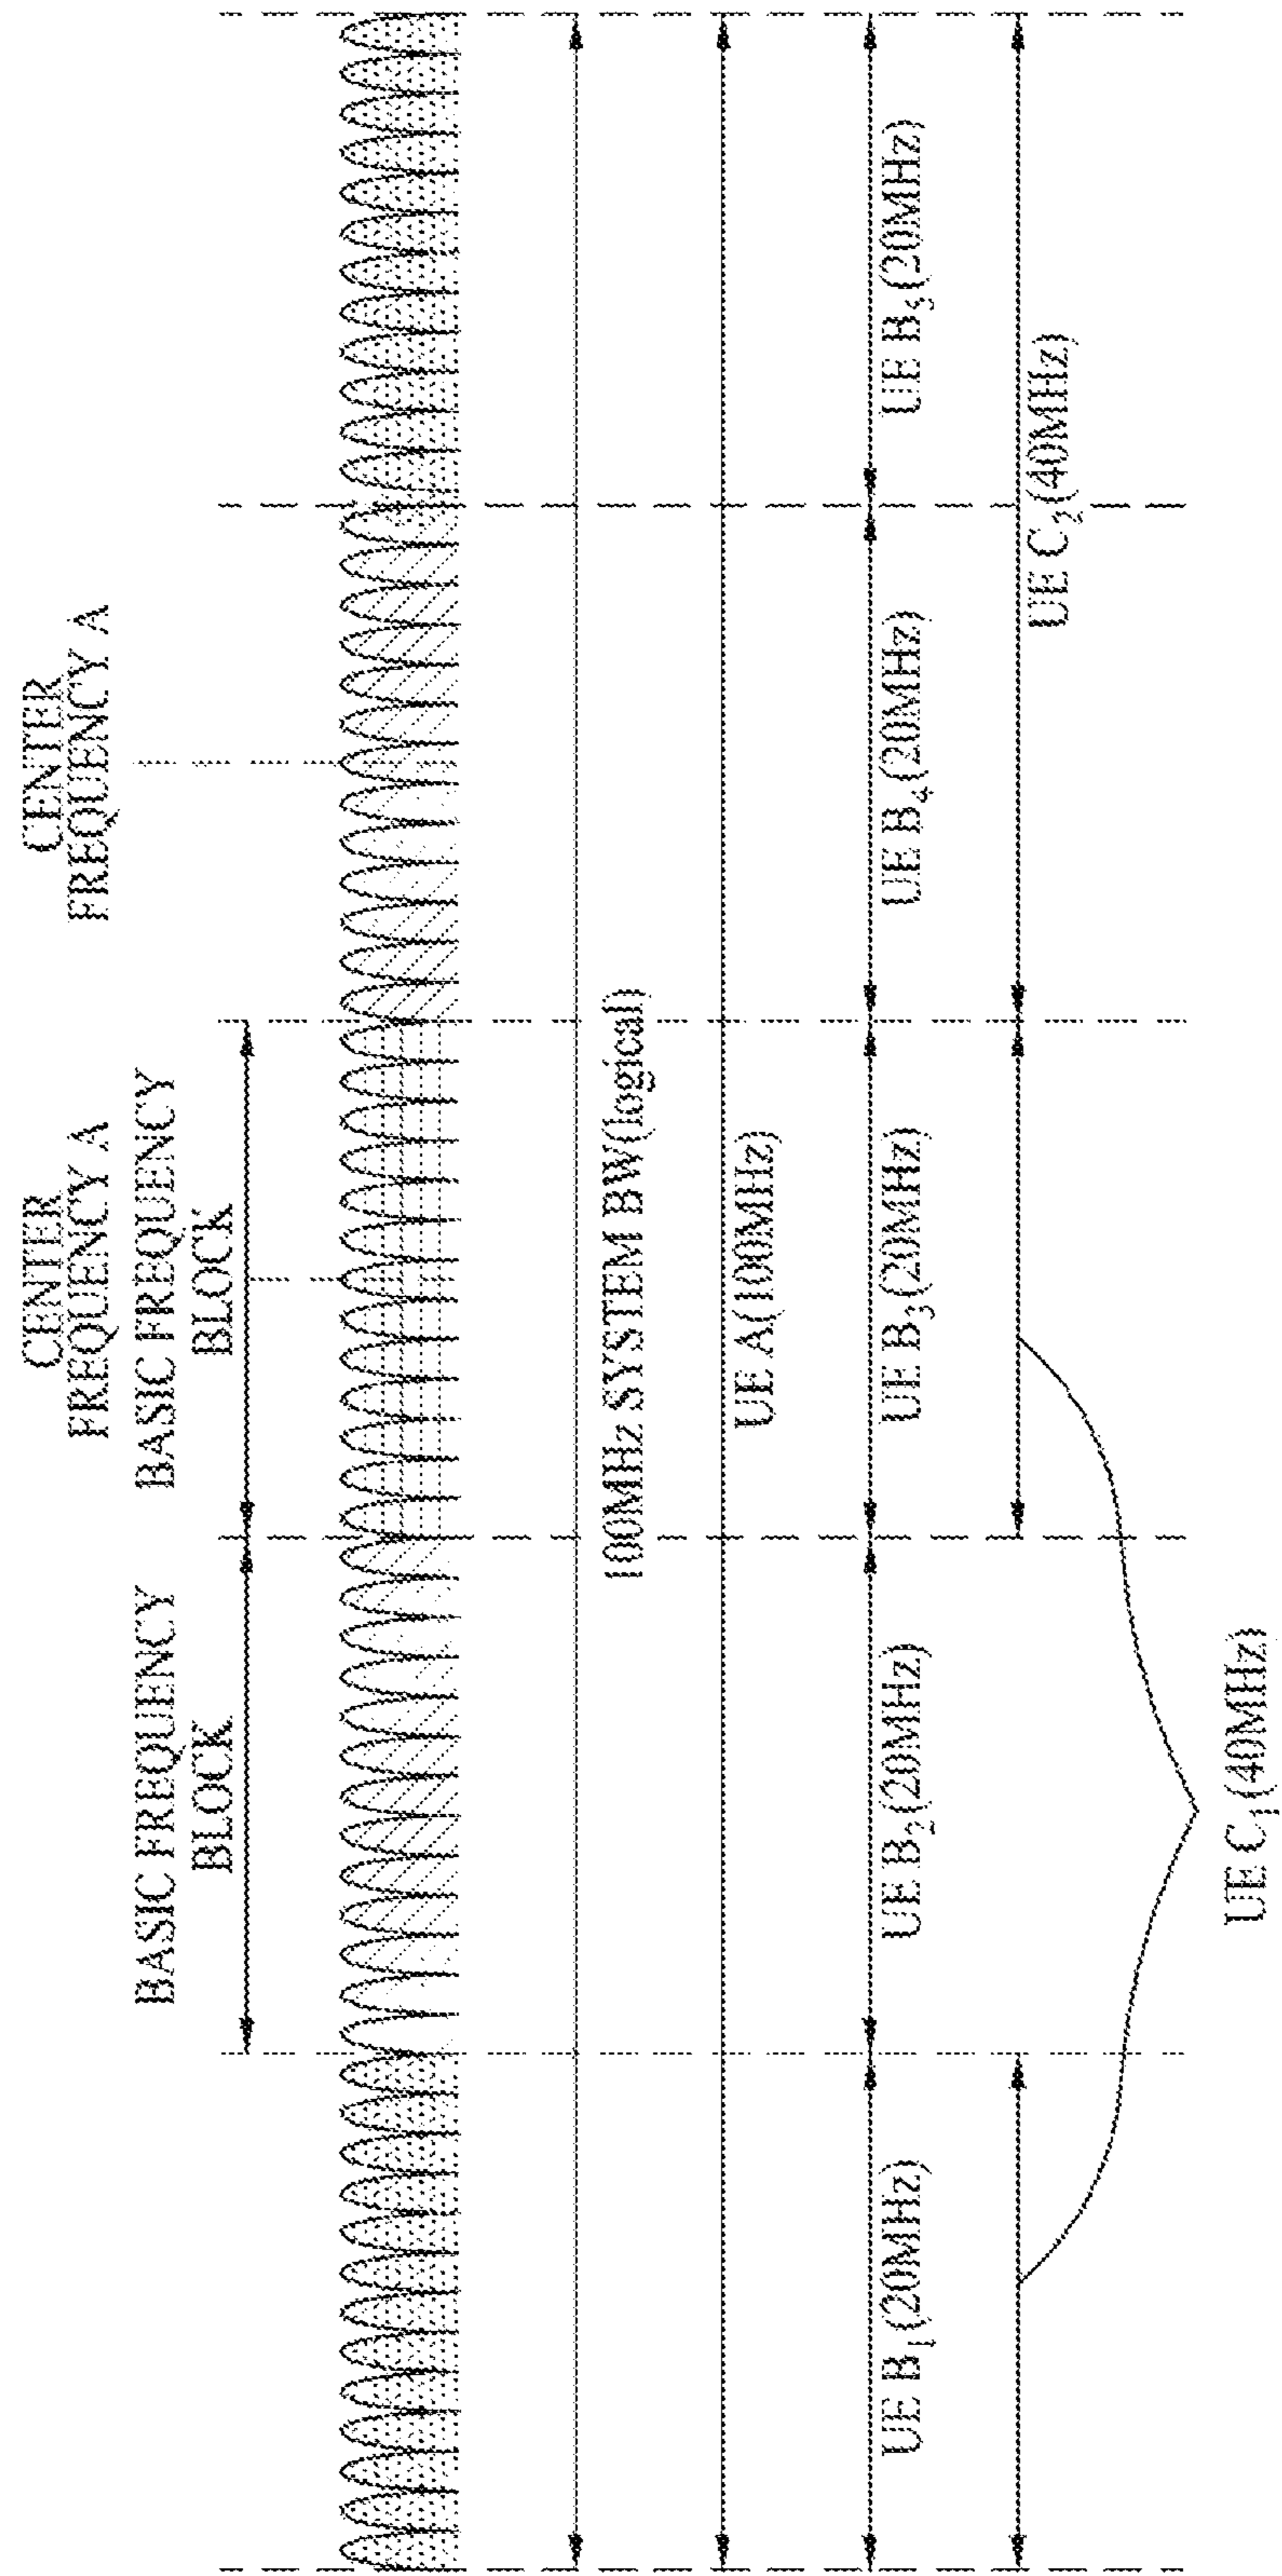 CENTER
FREQUENCY A
CENTER
FREQUENCY A
BASIC FREQUENCY
BLOCK
BASIC FREQUENCY
BLOCK
100MHz SYSTEM BW(logical)
UE A(100MHz)
UE B₁(20MHz)
UE B₂(20MHz)
UE B₃(20MHz)
UE B₄(20MHz)
UE B₅(20MHz)
UE C₂(40MHz)
UE C₁(40MHz)